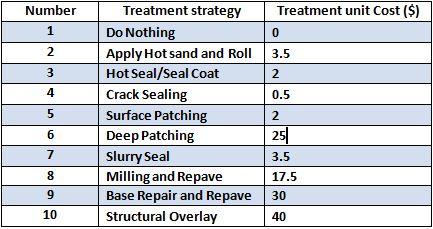 Number Treatment strategy Treatment unit Cost ($)
1 Do Nothing 0
2 Apply Hot sand and Roll 3.5
3 Hot Seal/Seal Coat 2
4 Crack Sealing 0.5
5 Surface Patching 2
6 Deep Patching 25
7 Slurry Seal 3.5
8 Milling and Repave 17.5
9 Base Repair and Repave 30
10 Structural Overlay 40